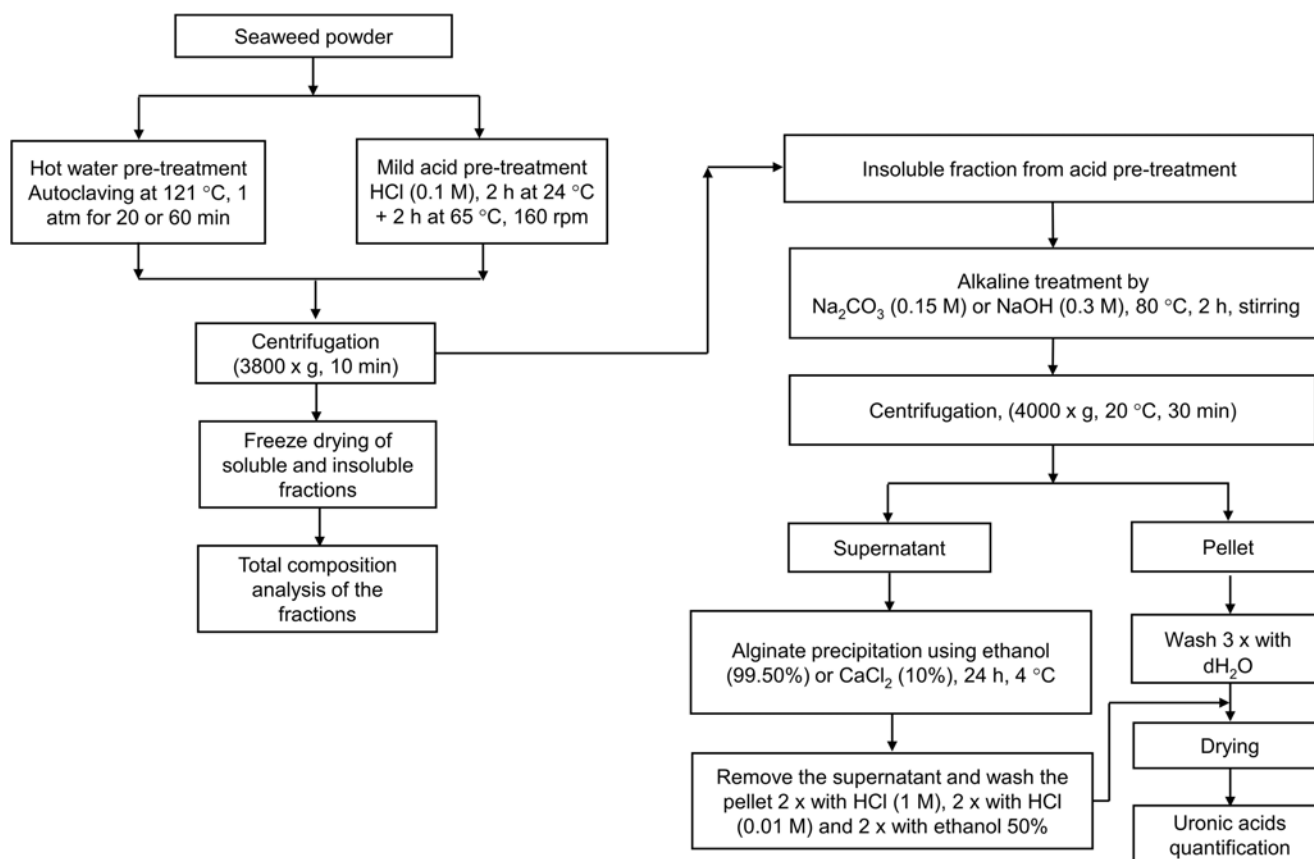 Seaweed powder
Hot water pre-treatment
Autoclaving at 121 °C, 1
atm for 20 or 60 min
Mild acid pre-treatment
HCl (0.1 M), 2 h at 24 °C
+ 2 h at 65 °C, 160 rpm
Centrifugation
(3800 x g, 10 min)
Freeze drying of
soluble and insoluble
fractions
Total composition
analysis of the
fractions
Insoluble fraction from acid pre-treatment
Alkaline treatment by
Na₂CO₃ (0.15 M) or NaOH (0.3 M), 80 °C, 2 h, stirring
Centrifugation, (4000 x g, 20 °C, 30 min)
Supernatant
Pellet
Alginate precipitation using ethanol
(99.50%) or CaCl₂ (10%), 24 h, 4 °C
Wash 3 x with
dH₂O
Remove the supernatant and wash the
pellet 2 x with HCl (1 M), 2 x with HCl
(0.01 M) and 2 x with ethanol 50%
Drying
Uronic acids
quantification